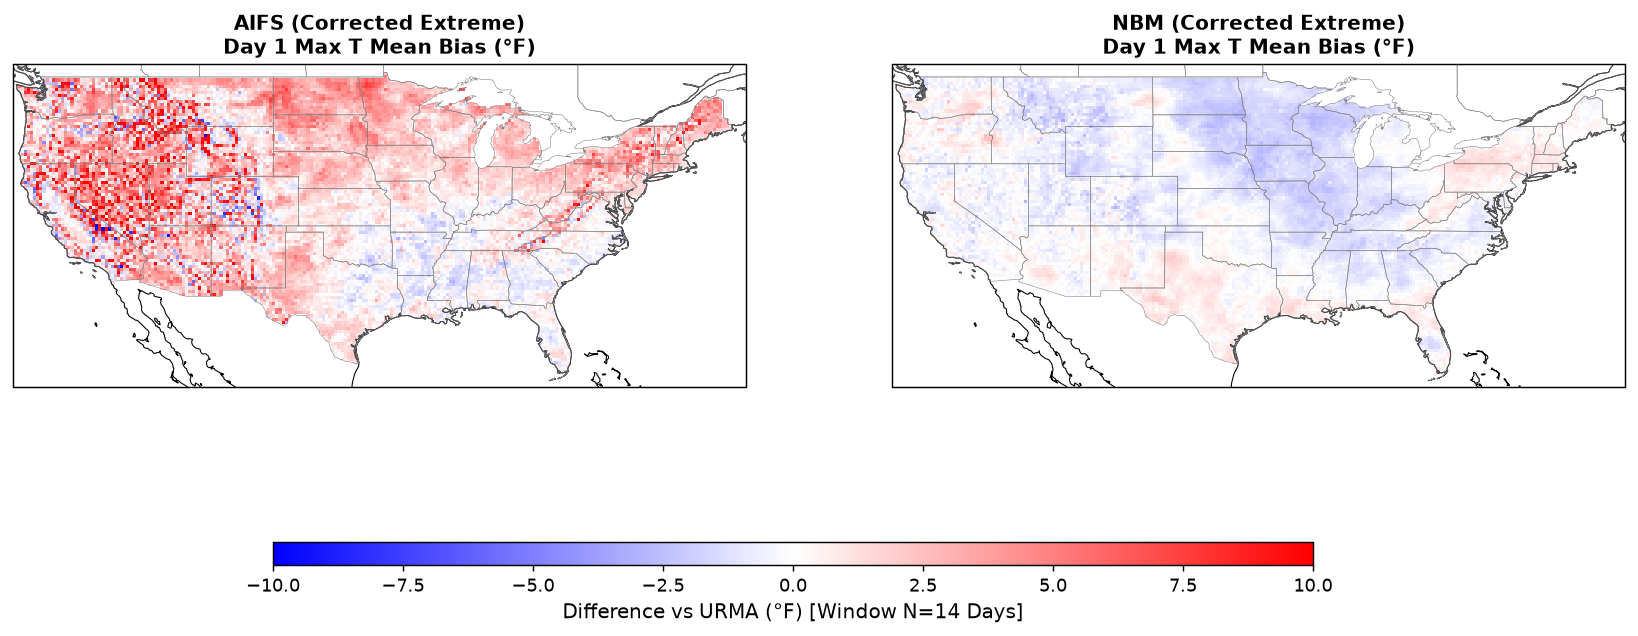 AIFS (Corrected Extreme)
Day 1 Max T Mean Bias (°F)
NBM (Corrected Extreme)
Day 1 Max T Mean Bias (°F)
−10.0 −7.5 −5.0 −2.5 0.0 2.5 5.0 7.5 10.0
Difference vs URMA (°F) [Window N=14 Days]